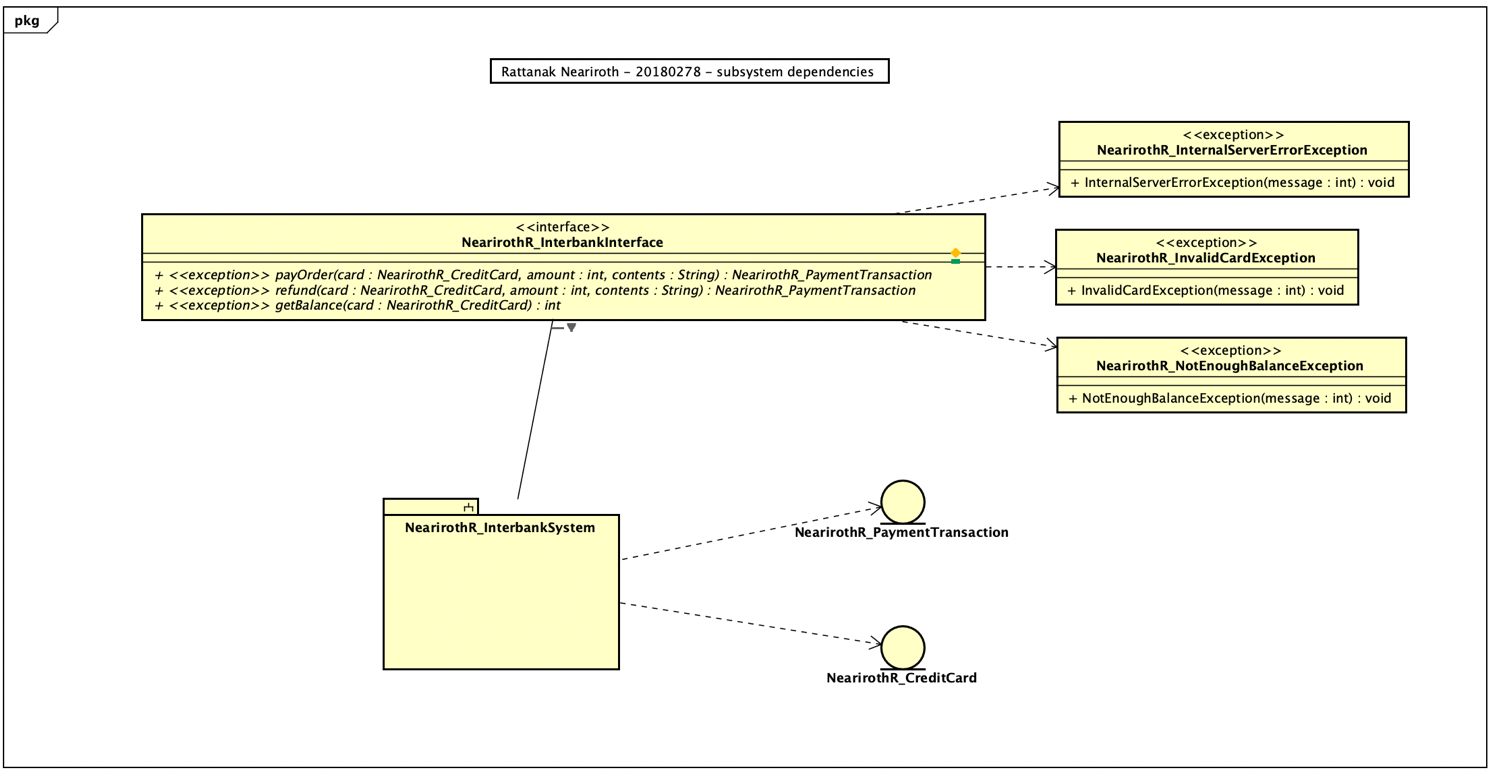 pkg
Rattanak Neariroth - 20180278 - subsystem dependencies
<<exception>>
NearirothR_InternalServerErrorException
+ InternalServerErrorException(message : int) : void
<<interface>>
NearirothR_InterbankInterface
+ <<exception>> payOrder(card : NearirothR_CreditCard, amount : int, contents : String) : NearirothR_PaymentTransaction
+ <<exception>> refund(card : NearirothR_CreditCard, amount : int, contents : String) : NearirothR_PaymentTransaction
+ <<exception>> getBalance(card : NearirothR_CreditCard) : int
<<exception>>
NearirothR_InvalidCardException
+ InvalidCardException(message : int) : void
<<exception>>
NearirothR_NotEnoughBalanceException
+ NotEnoughBalanceException(message : int) : void
NearirothR_InterbankSystem
NearirothR_PaymentTransaction
NearirothR_CreditCard